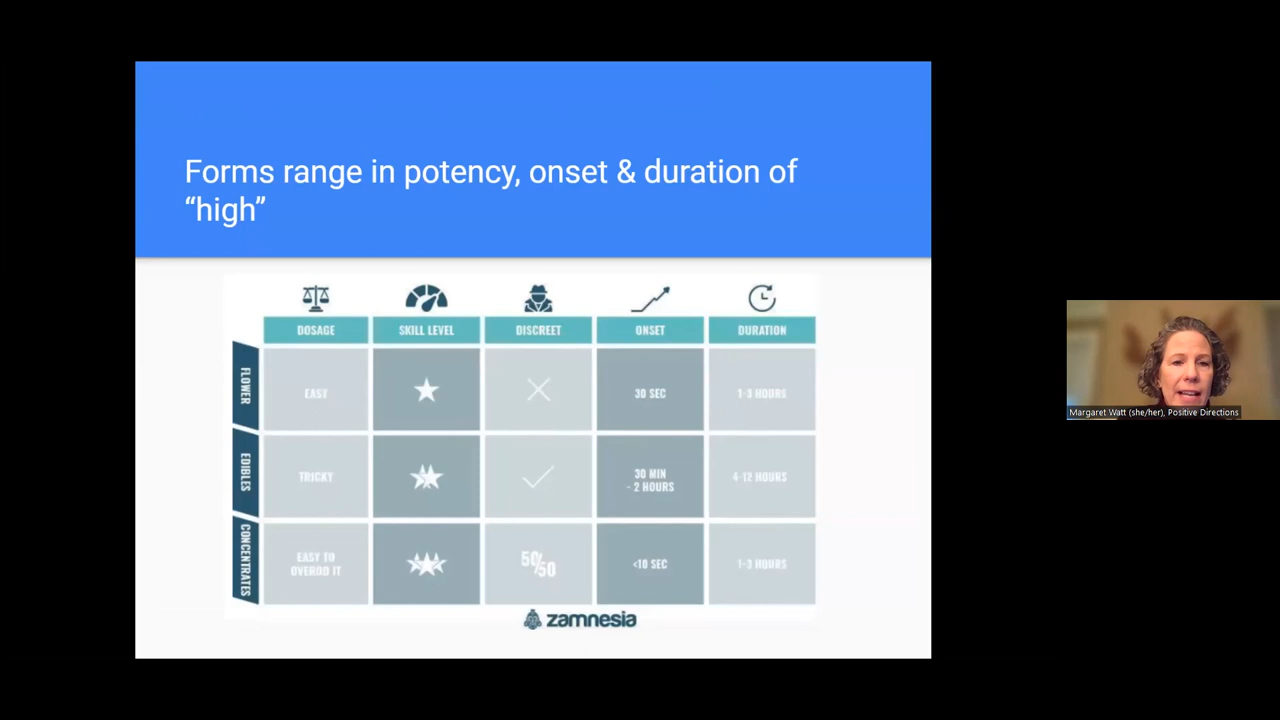 Forms range in potency, onset & duration of
“high”
DOSAGE
SKILL LEVEL
DISCREET
ONSET
DURATION
FLOWER
EASY
30 SEC
1-3 HOURS
EDIBLES
TRICKY
30 MIN
- 2 HOURS
4-12 HOURS
CONCENTRATES
EASY TO
OVERDO IT
50/50
<10 SEC
1-3 HOURS
zamnesia
Margaret Watt (she/her), Positive Directions